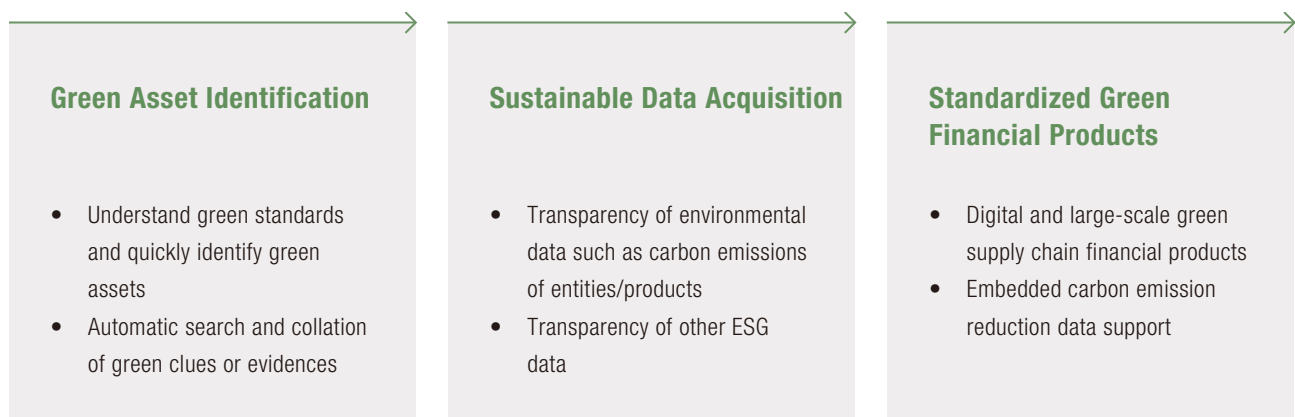 Green Asset Identification
• Understand green standards
and quickly identify green
assets
• Automatic search and collation
of green clues or evidences
Sustainable Data Acquisition
• Transparency of environmental
data such as carbon emissions
of entities/products
• Transparency of other ESG
data
Standardized Green
Financial Products
• Digital and large-scale green
supply chain financial products
• Embedded carbon emission
reduction data support